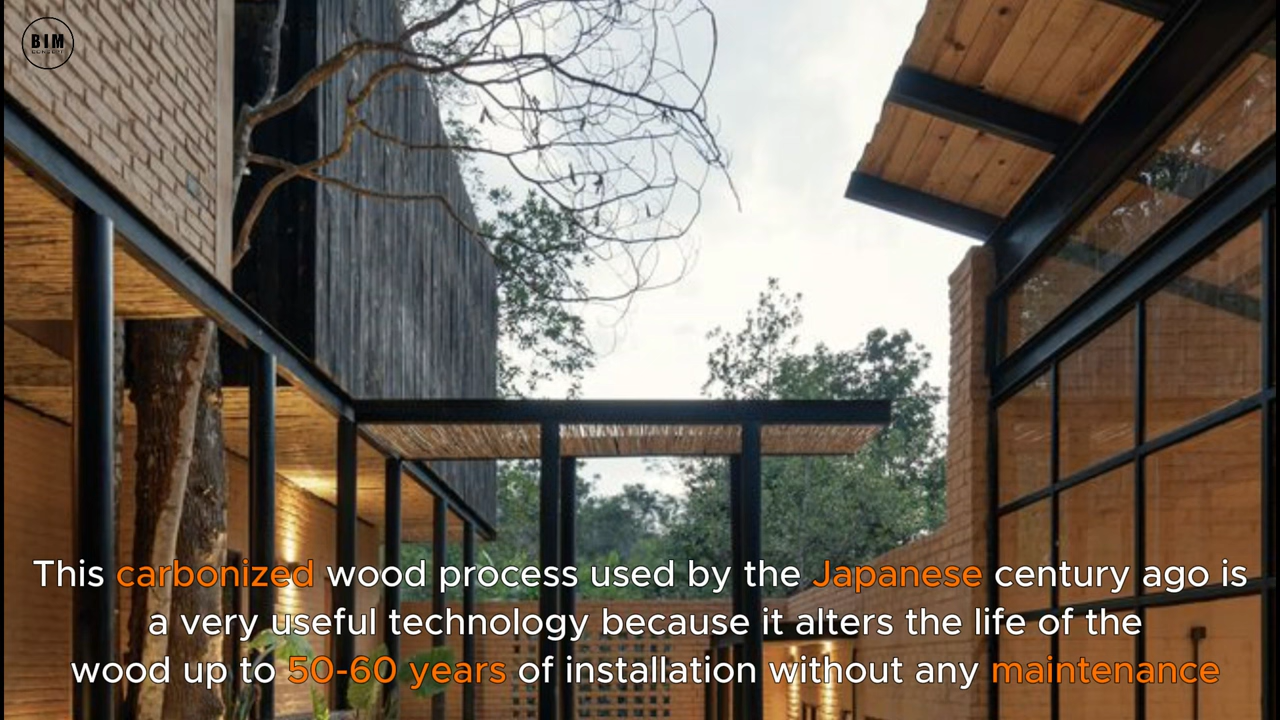 BIM
This carbonized wood process used by the Japanese century ago is
a very useful technology because it alters the life of the
wood up to 50-60 years of installation without any maintenance